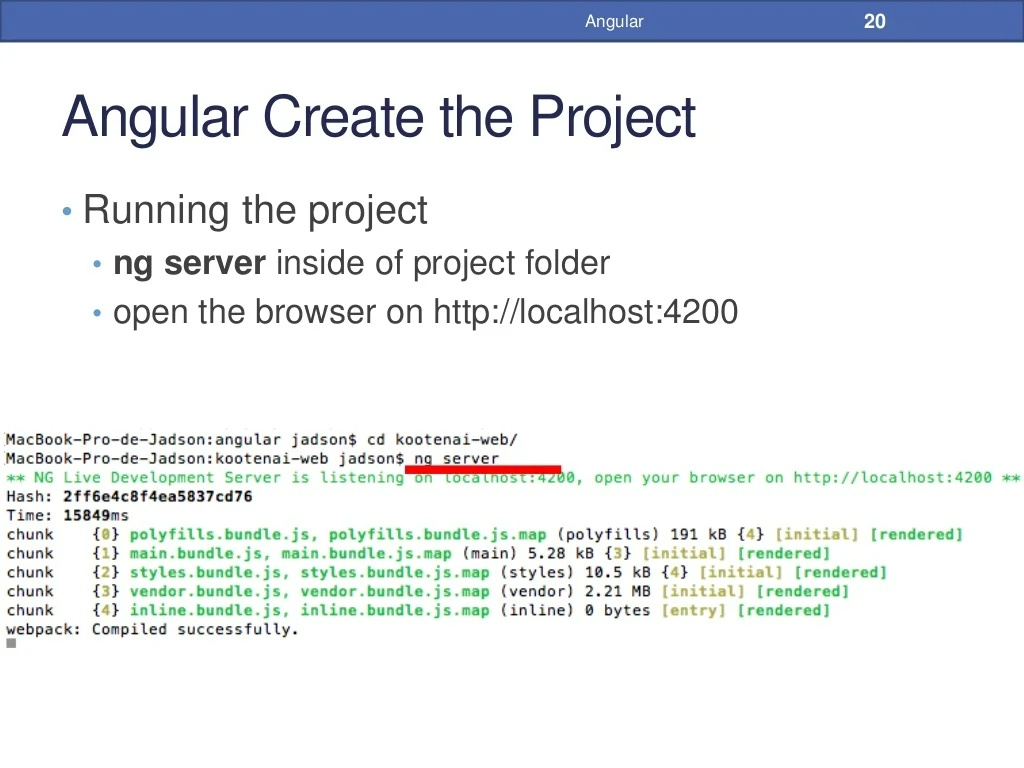 Angular 20
Angular Create the Project
• Running the project
• ng server inside of project folder
• open the browser on http://localhost:4200
MacBook-Pro-de-Jadson:angular jadson$ cd kootenai-web/
MacBook-Pro-de-Jadson:kootenai-web jadson$ ng server
** NG Live Development Server is listening on localhost:4200, open your browser on http://localhost:4200 **
Hash: 2ff6e4c8f4ea5837cd76
Time: 15849ms
chunk {0} polyfills.bundle.js, polyfills.bundle.js.map (polyfills) 191 kB {4} [initial] [rendered]
chunk {1} main.bundle.js, main.bundle.js.map (main) 5.28 kB {3} [initial] [rendered]
chunk {2} styles.bundle.js, styles.bundle.js.map (styles) 10.5 kB {4} [initial] [rendered]
chunk {3} vendor.bundle.js, vendor.bundle.js.map (vendor) 2.21 MB [initial] [rendered]
chunk {4} inline.bundle.js, inline.bundle.js.map (inline) 0 bytes [entry] [rendered]
webpack: Compiled successfully.